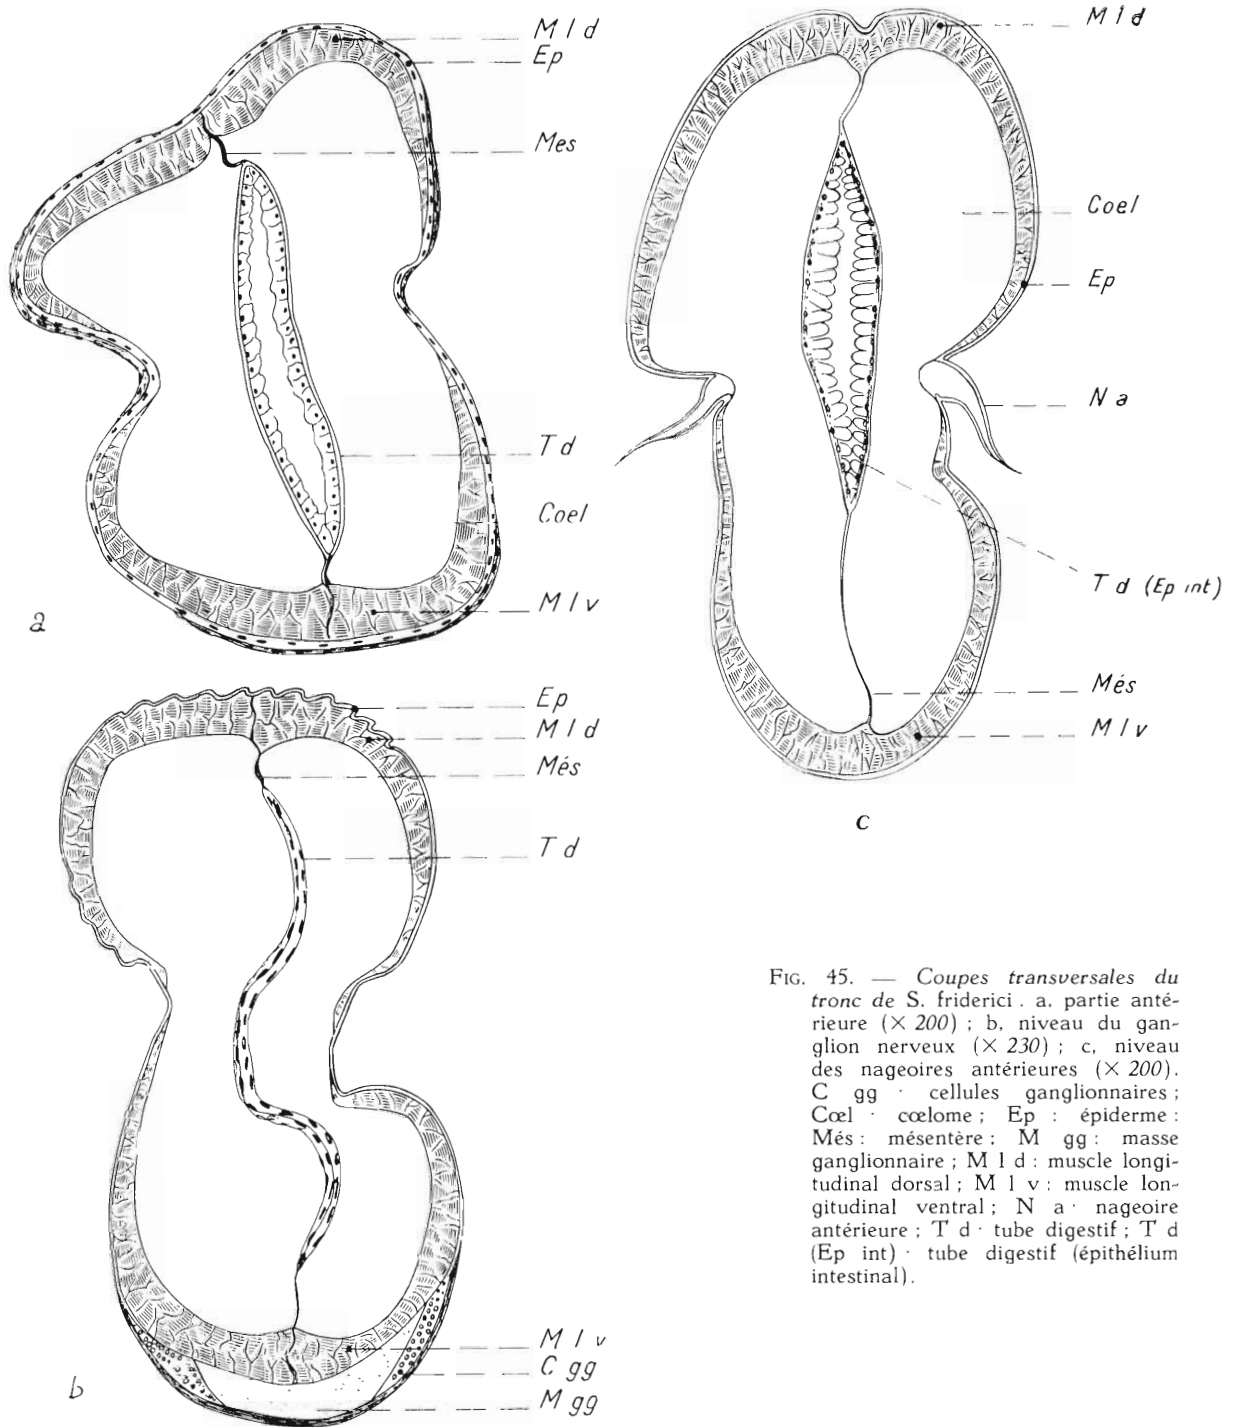 M l d
Ep
Mes
T d
Coel
M l v
a
M l d
Coel
Ep
N a
T d (Ep int)
Més
M l v
c
Ep
M l d
Més
T d
M l v
C gg
M gg
b
FIG. 45. — Coupes transversales du
tronc de S. friderici. a, partie anté-
rieure (× 200) ; b, niveau du gan-
glion nerveux (× 230) ; c, niveau
des nageoires antérieures (× 200).
C gg · cellules ganglionnaires ;
Cœl · cœlome ; Ep : épiderme :
Més : mésentère ; M gg : masse
ganglionnaire ; M l d : muscle longi-
tudinal dorsal ; M l v : muscle lon-
gitudinal ventral ; N a · nageoire
antérieure ; T d · tube digestif ; T d
(Ep int) · tube digestif (épithélium
intestinal).